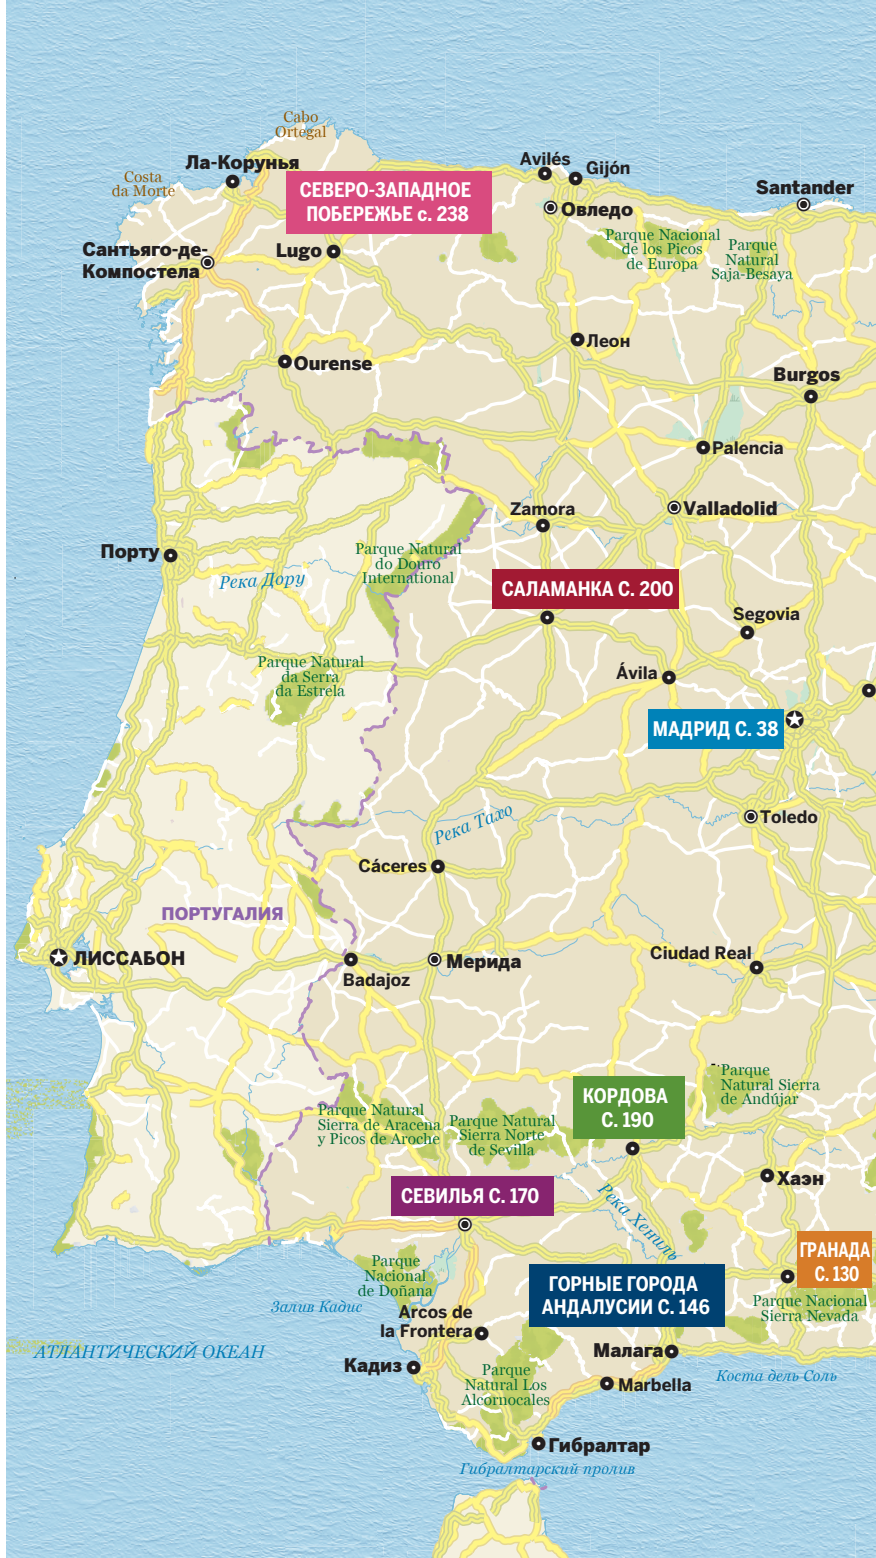 Cabo
Ortegal
Avilés
Gijón
Ла-Корунья
Costa
da Morte
СЕВЕРО-ЗАПАДНОЕ
ПОБЕРЕЖЬЕ с. 238
Santander
Овледо
Parque Nacional
de los Picos
de Europa
Parque
Natural
Saja-Besaya
Сантьяго-де-
Компостела
Lugo
Леон
Ourense
Burgos
Palencia
Zamora
Valladolid
Порту
Parque Natural
do Douro
International
Река Дору
САЛАМАНКА С. 200
Segovia
Parque Natural
da Serra
da Estrela
Ávila
МАДРИД С. 38
Река Тахо
Toledo
Cáceres
ПОРТУГАЛИЯ
ЛИССАБОН
Badajoz
Мерида
Ciudad Real
Parque
Natural Sierra
de Andújar
КОРДОВА
С. 190
Parque Natural
Sierra de Aracena
y Picos de Aroche
Parque Natural
Sierra Norte
de Sevilla
Хаэн
СЕВИЛЬЯ С. 170
Река Хениль
ГРАНАДА
С. 130
Parque
Nacional
de Doñana
ГОРНЫЕ ГОРОДА
АНДАЛУСИИ С. 146
Parque Nacional
Sierra Nevada
Залив Кадис
Arcos de
la Frontera
АТЛАНТИЧЕСКИЙ ОКЕАН
Малага
Кадиз
Parque
Natural Los
Alcornocales
Marbella
Коста дель Соль
Гибралтар
Гибралтарский пролив